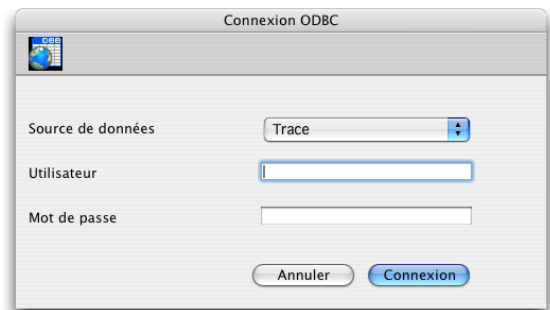 Connexion ODBC
Source de données
Trace
Utilisateur
Mot de passe
Annuler
Connexion